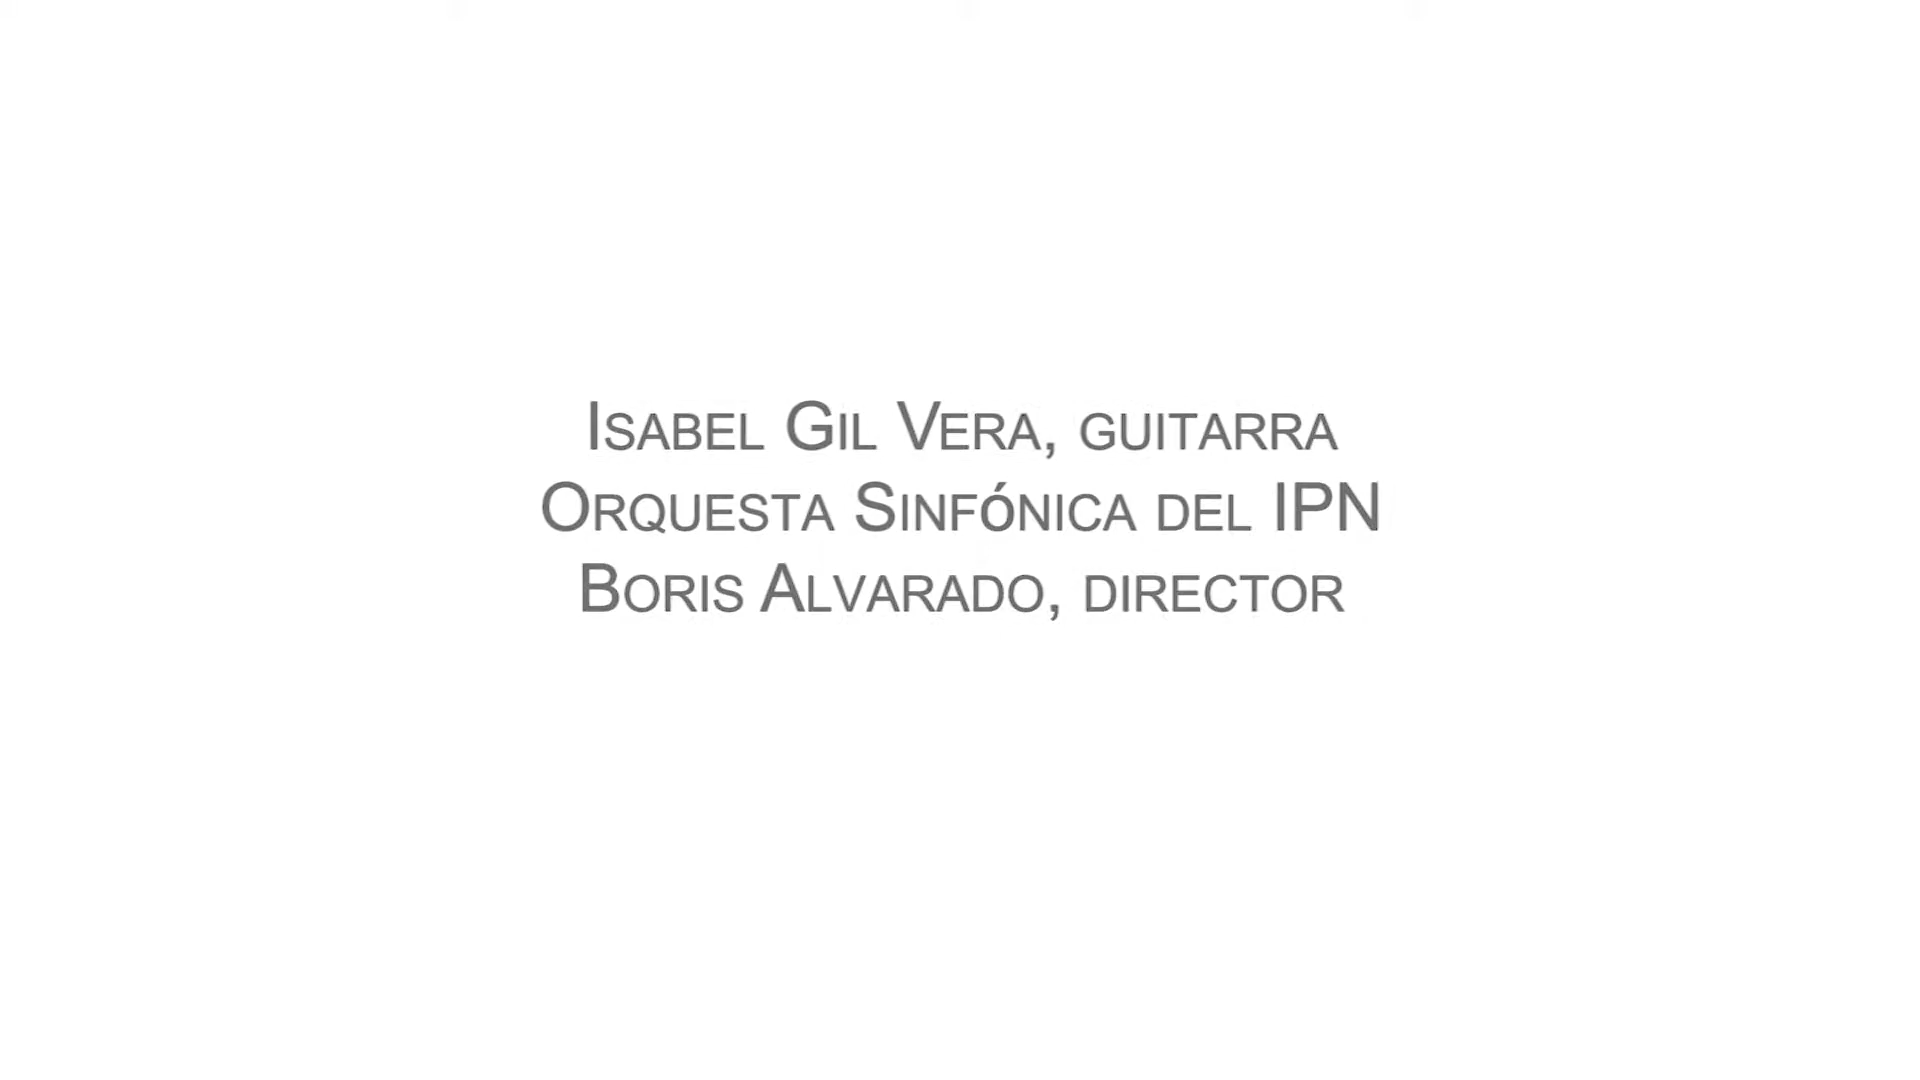 Isabel Gil Vera, guitarra
Orquesta Sinfónica del IPN
Boris Alvarado, director